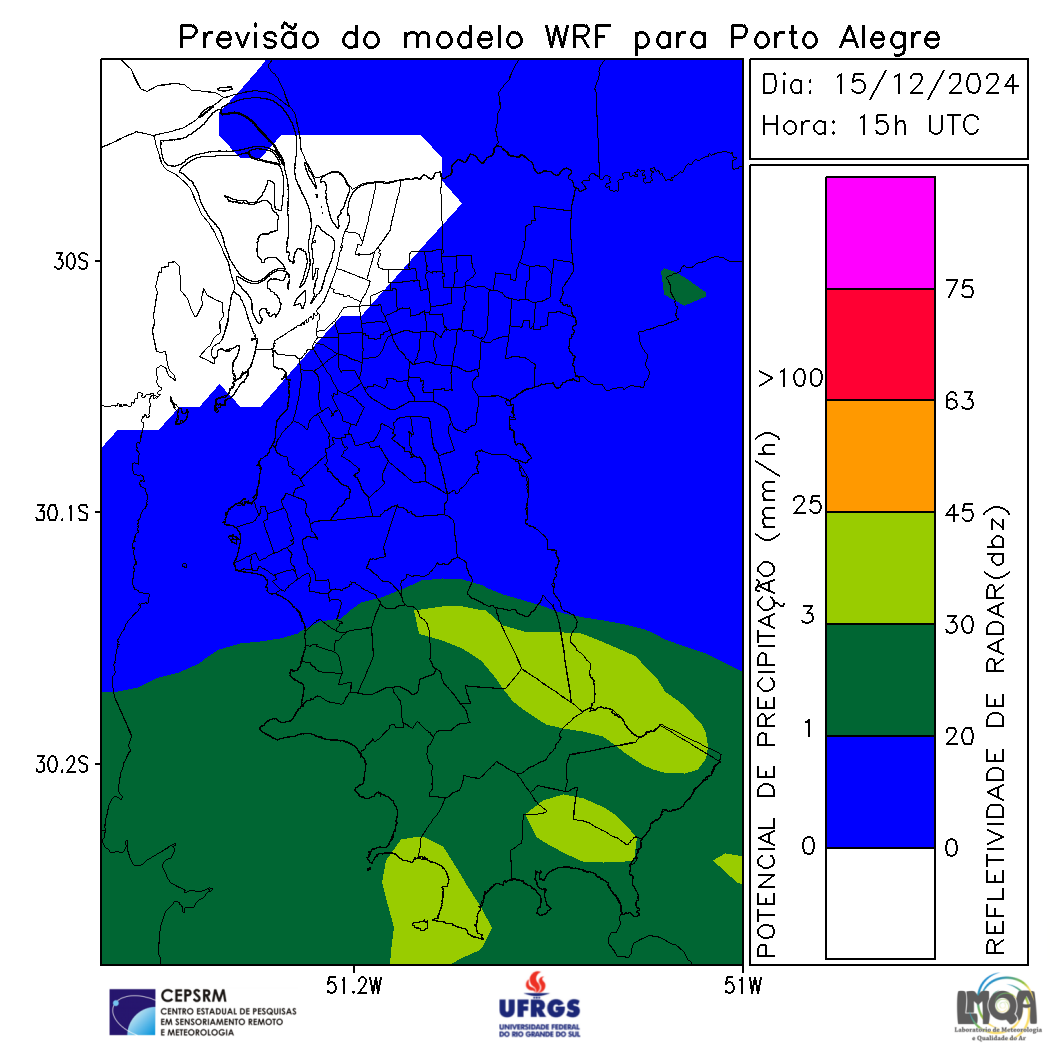 Previsão do modelo WRF para Porto Alegre
Dia: 15/12/2024
Hora: 15h UTC
30S
30.1S
30.2S
51.2W
51W
POTENCIAL DE PRECIPITAÇÃO (mm/h)
>100
25
3
1
0
75
63
45
30
20
0
REFLETIVIDADE DE RADAR(dbz)
CEPSRM
CENTRO ESTADUAL DE PESQUISAS
EM SENSORIAMENTO REMOTO
E METEOROLOGIA
UFRGS
UNIVERSIDADE FEDERAL
DO RIO GRANDE DO SUL
LMQA
Laboratório de Meteorologia
e Qualidade do Ar